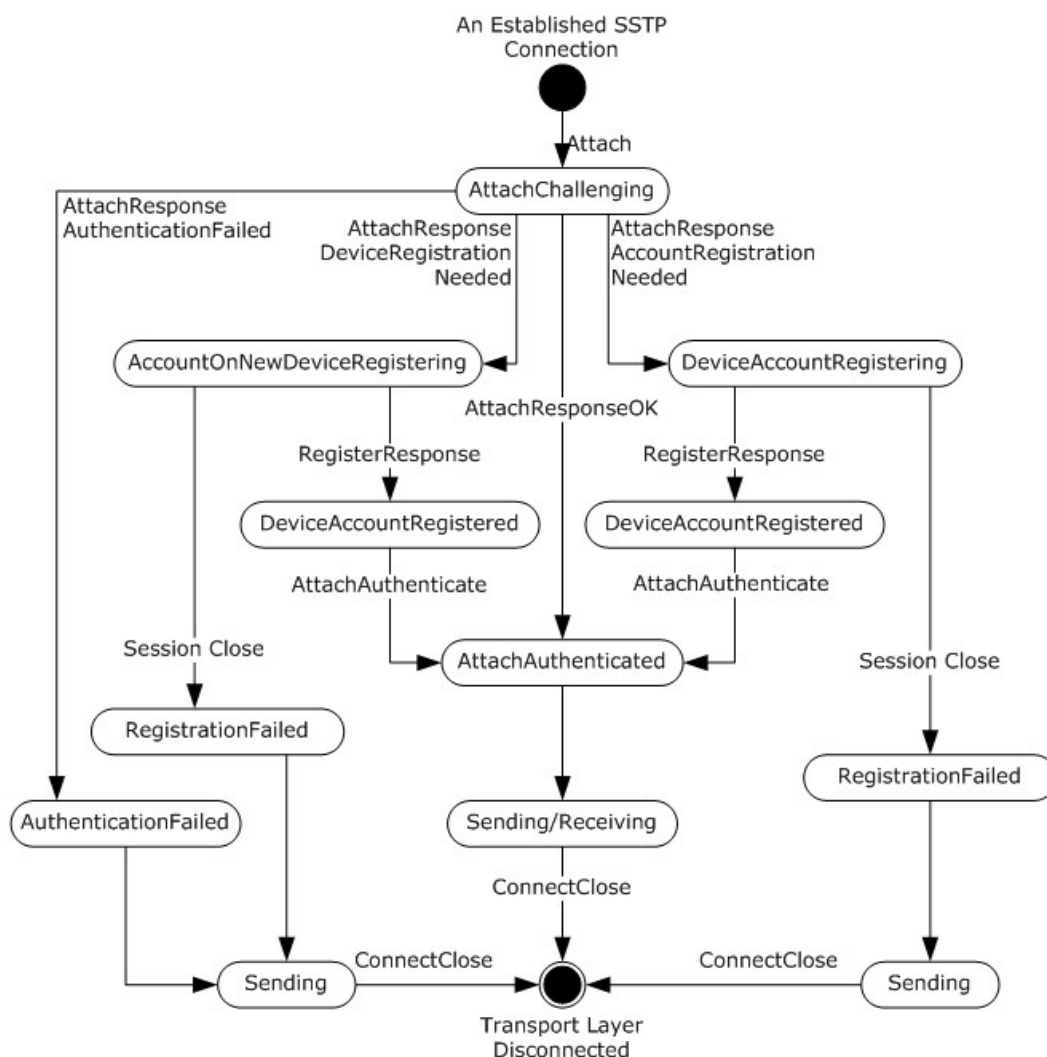 An Established SSTP
Connection
Attach
AttachChallenging
AttachResponse
AuthenticationFailed
AttachResponse
DeviceRegistration
Needed
AttachResponse
AccountRegistration
Needed
AccountOnNewDeviceRegistering
DeviceAccountRegistering
AttachResponseOK
RegisterResponse
RegisterResponse
DeviceAccountRegistered
DeviceAccountRegistered
AttachAuthenticate
AttachAuthenticate
Session Close
AttachAuthenticated
Session Close
RegistrationFailed
RegistrationFailed
AuthenticationFailed
Sending/Receiving
ConnectClose
Sending
ConnectClose
ConnectClose
Sending
Transport Layer
Disconnected